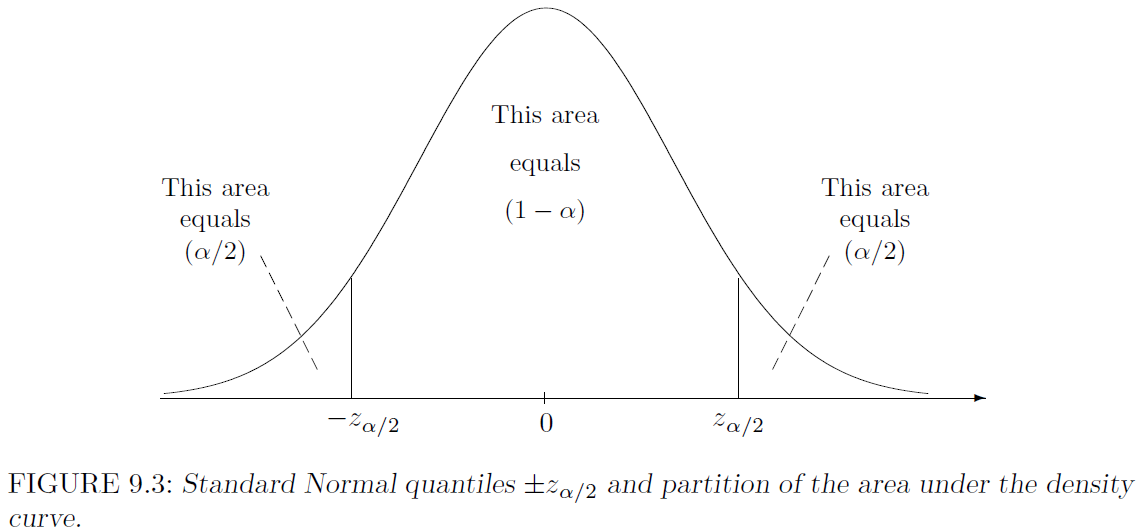 This area
equals
(1 − α)
This area
equals
(α/2)
This area
equals
(α/2)
−z_{α/2}
0
z_{α/2}
FIGURE 9.3: Standard Normal quantiles ±z_{α/2} and partition of the area under the density
curve.